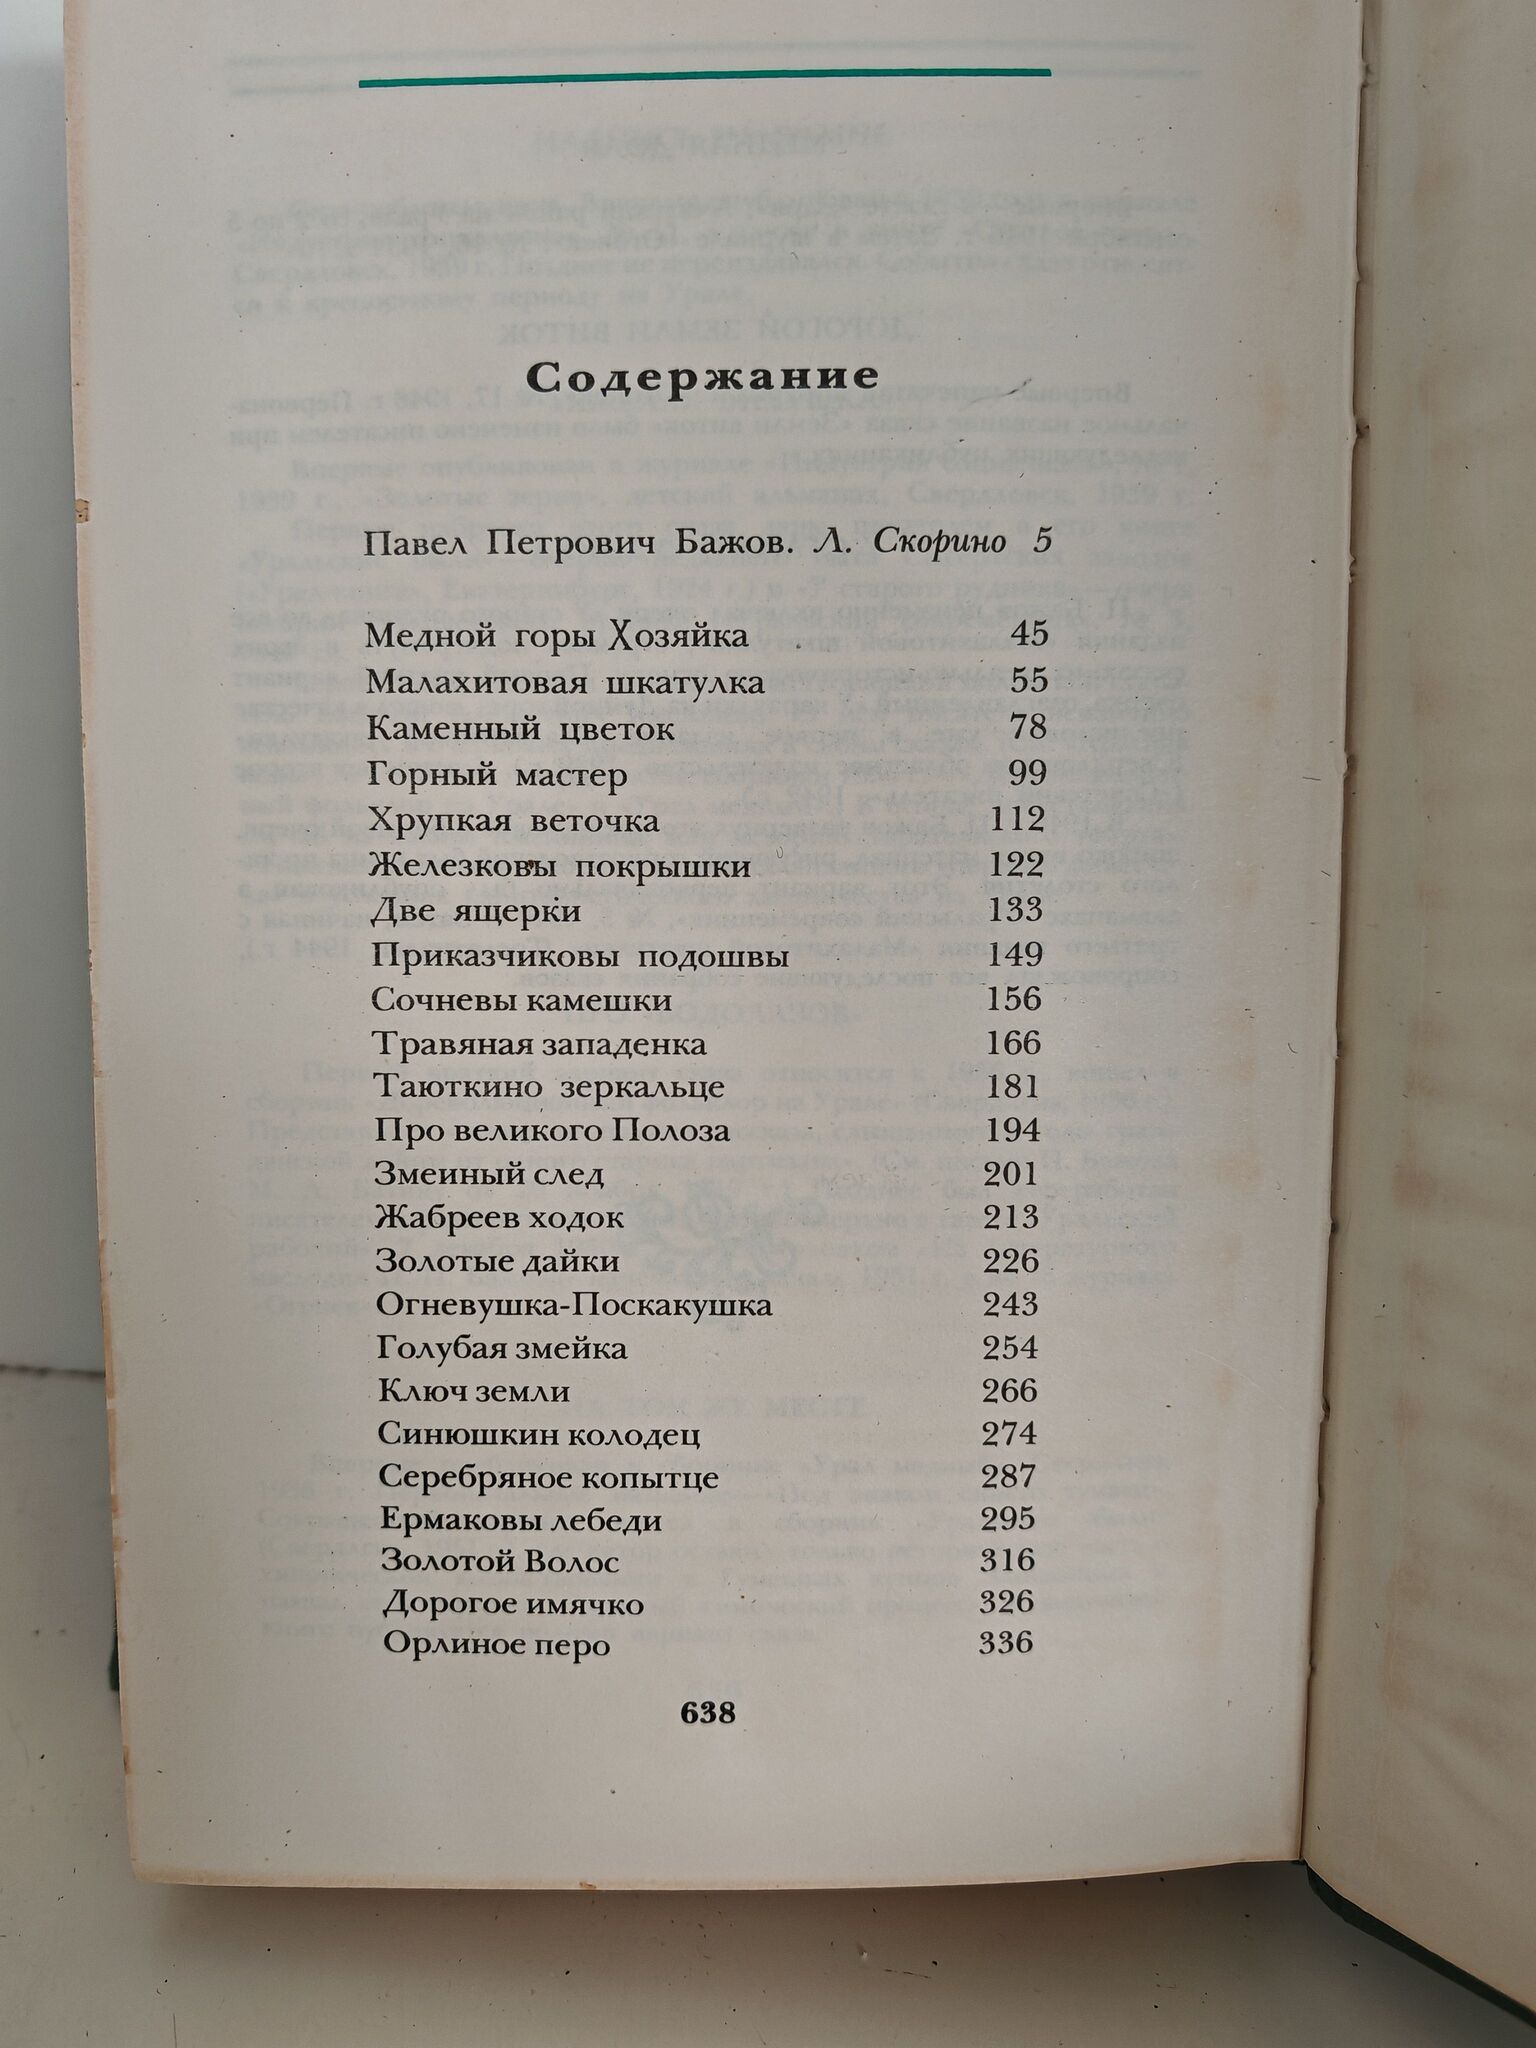 Содержание
Павел Петрович Бажов. Л. Скорино 5
Медной горы Хозяйка 45
Малахитовая шкатулка 55
Каменный цветок 78
Горный мастер 99
Хрупкая веточка 112
Железковы покрышки 122
Две ящерки 133
Приказчиковы подошвы 149
Сочневы камешки 156
Травяная западенка 166
Таюткино зеркальце 181
Про великого Полоза 194
Змеиный след 201
Жабреев ходок 213
Золотые дайки 226
Огневушка-Поскакушка 243
Голубая змейка 254
Ключ земли 266
Синюшкин колодец 274
Серебряное копытце 287
Ермаковы лебеди 295
Золотой Волос 316
Дорогое имячко 326
Орлиное перо 336
638